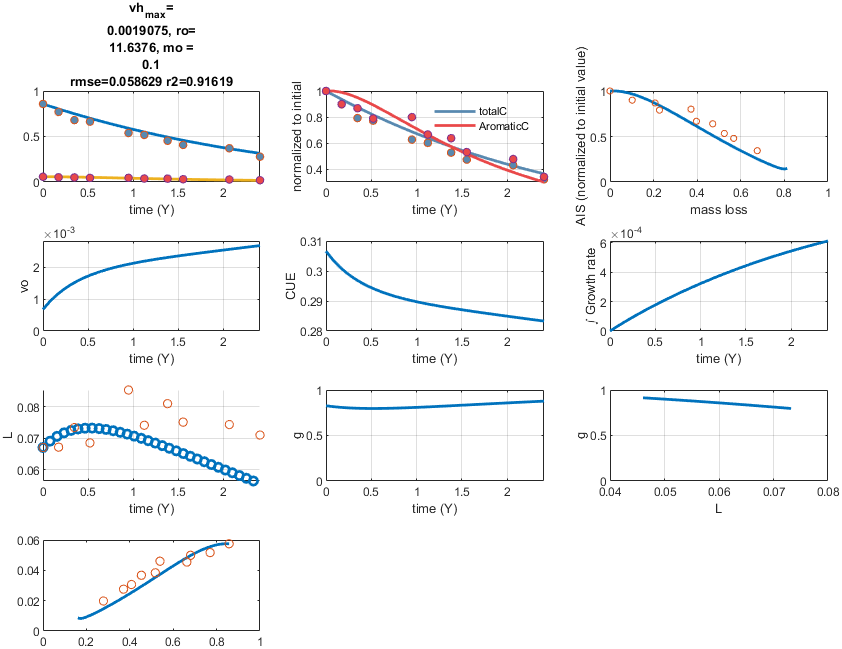 vh_max=
0.0019075, ro=
11.6376, mo =
0.1
rmse=0.058629 r2=0.91619
1
0.5
0
0 0.5 1 1.5 2
time (Y)
normalized to initial
1
0.8
0.6
0.4
totalC
AromaticC
0 0.5 1 1.5 2
time (Y)
AIS (normalized to initial value)
1
0.5
0
0 0.2 0.4 0.6 0.8 1
mass loss
×10^-3
vo
2
1
0
0 0.5 1 1.5 2
time (Y)
CUE
0.31
0.3
0.29
0.28
0 0.5 1 1.5 2
time (Y)
×10^-4
∫ Growth rate
6
4
2
0
0 0.5 1 1.5 2
time (Y)
L
0.08
0.07
0.06
0 0.5 1 1.5 2
time (Y)
g
1
0.5
0
0 0.5 1 1.5 2
time (Y)
g
1
0.5
0
0.04 0.05 0.06 0.07 0.08
L
0.06
0.04
0.02
0
0 0.2 0.4 0.6 0.8 1